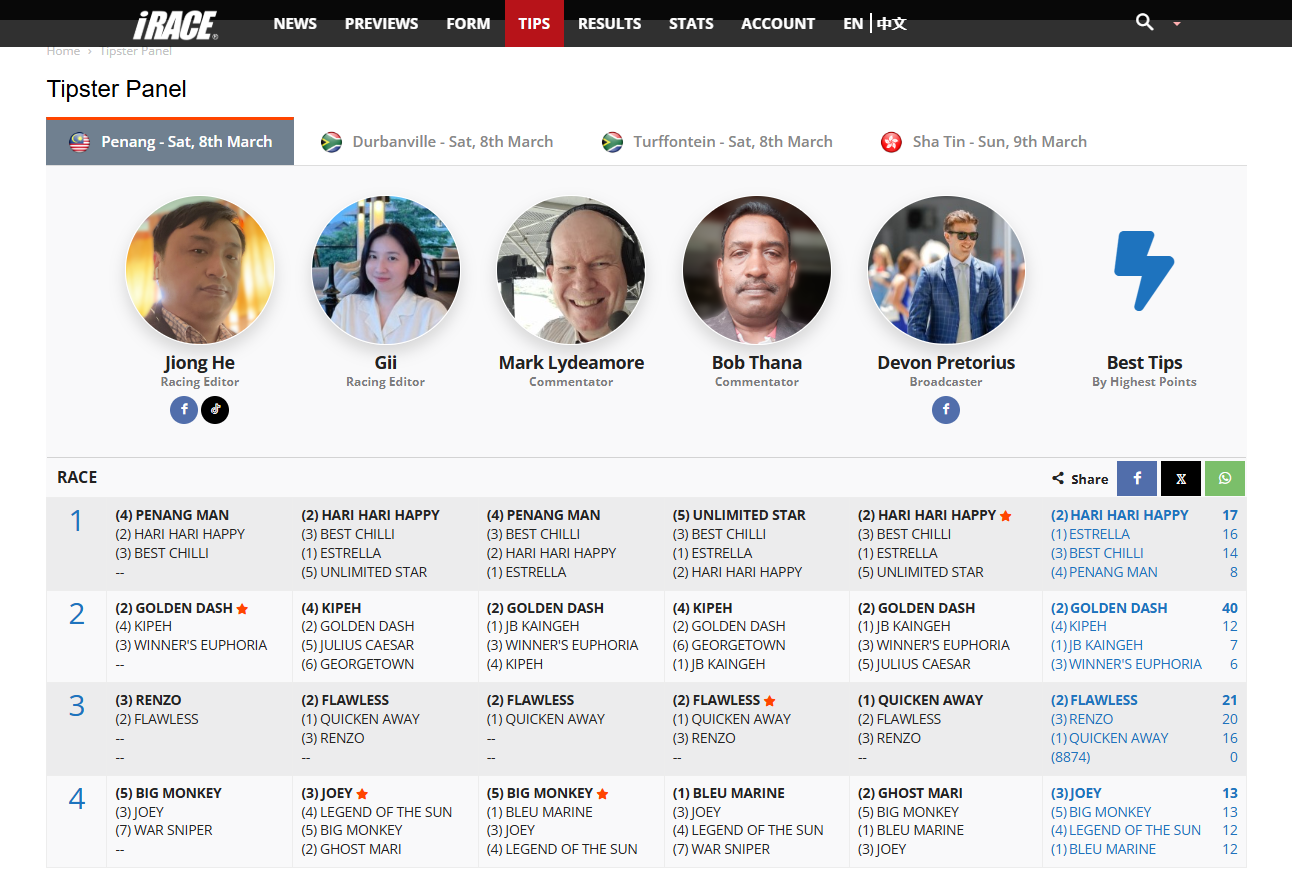 iRACE®
NEWS PREVIEWS FORM TIPS RESULTS STATS ACCOUNT EN 中文
Home › Tipster Panel
Tipster Panel
Penang - Sat, 8th March Durbanville - Sat, 8th March Turffontein - Sat, 8th March Sha Tin - Sun, 9th March
Jiong He Gii Mark Lydeamore Bob Thana Devon Pretorius Best Tips
Racing Editor Racing Editor Commentator Commentator Broadcaster By Highest Points
RACE Share
1 (4) PENANG MAN (2) HARI HARI HAPPY (4) PENANG MAN (5) UNLIMITED STAR (2) HARI HARI HAPPY (2) HARI HARI HAPPY 17
(2) HARI HARI HAPPY (3) BEST CHILLI (3) BEST CHILLI (3) BEST CHILLI (3) BEST CHILLI (1) ESTRELLA 16
(3) BEST CHILLI (1) ESTRELLA (2) HARI HARI HAPPY (1) ESTRELLA (1) ESTRELLA (3) BEST CHILLI 14
-- (5) UNLIMITED STAR (1) ESTRELLA (2) HARI HARI HAPPY (5) UNLIMITED STAR (4) PENANG MAN 8
2 (2) GOLDEN DASH (4) KIPEH (2) GOLDEN DASH (4) KIPEH (2) GOLDEN DASH (2) GOLDEN DASH 40
(4) KIPEH (2) GOLDEN DASH (1) JB KAINGEH (2) GOLDEN DASH (1) JB KAINGEH (4) KIPEH 12
(3) WINNER'S EUPHORIA (5) JULIUS CAESAR (3) WINNER'S EUPHORIA (6) GEORGETOWN (3) WINNER'S EUPHORIA (1) JB KAINGEH 7
-- (6) GEORGETOWN (4) KIPEH (1) JB KAINGEH (5) JULIUS CAESAR (3) WINNER'S EUPHORIA 6
3 (3) RENZO (2) FLAWLESS (2) FLAWLESS (2) FLAWLESS (1) QUICKEN AWAY (2) FLAWLESS 21
(2) FLAWLESS (1) QUICKEN AWAY (1) QUICKEN AWAY (1) QUICKEN AWAY (2) FLAWLESS (3) RENZO 20
-- (3) RENZO -- (3) RENZO (3) RENZO (1) QUICKEN AWAY 16
-- -- -- -- -- (8874) 0
4 (5) BIG MONKEY (3) JOEY (5) BIG MONKEY (1) BLEU MARINE (2) GHOST MARI (3) JOEY 13
(3) JOEY (4) LEGEND OF THE SUN (1) BLEU MARINE (3) JOEY (5) BIG MONKEY (5) BIG MONKEY 13
(7) WAR SNIPER (5) BIG MONKEY (3) JOEY (4) LEGEND OF THE SUN (1) BLEU MARINE (4) LEGEND OF THE SUN 12
-- (2) GHOST MARI (4) LEGEND OF THE SUN (7) WAR SNIPER (3) JOEY (1) BLEU MARINE 12